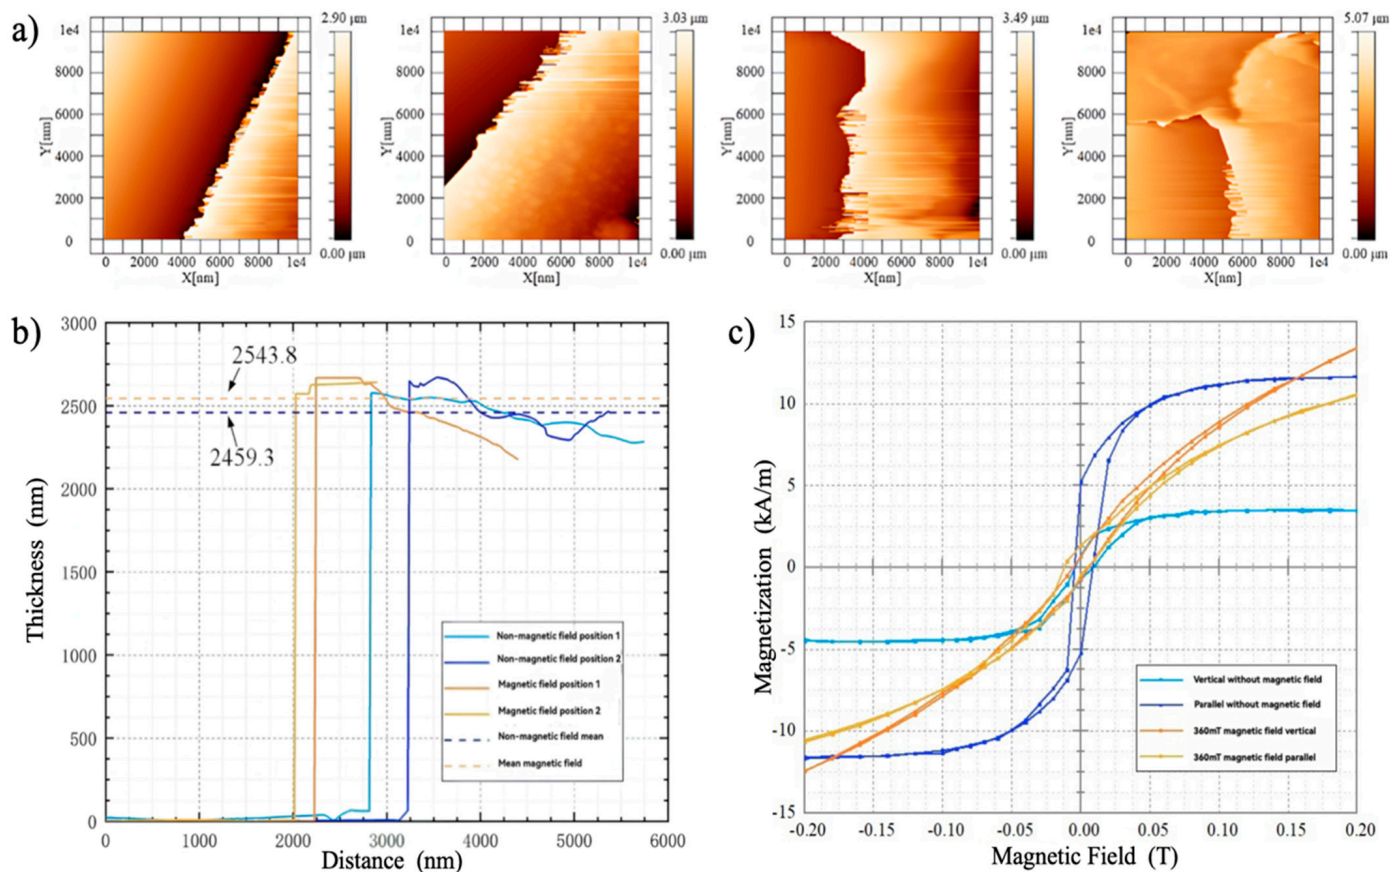 a)
2.90 µm
1e4
8000
6000
Y[nm]
4000
2000
0
0 2000 4000 6000 8000 1e4
X[nm]
0.00 µm
3.03 µm
1e4
8000
6000
Y[nm]
4000
2000
0
0 2000 4000 6000 8000 1e4
X[nm]
0.00 µm
3.49 µm
1e4
8000
6000
Y[nm]
4000
2000
0
0 2000 4000 6000 8000 1e4
X[nm]
0.00 µm
5.07 µm
1e4
8000
6000
Y[nm]
4000
2000
0
0 2000 4000 6000 8000 1e4
X[nm]
0.00 µm
b)
3000
2500
2000
1500
1000
500
0
Thickness (nm)
2543.8
2459.3
Non-magnetic field position 1
Non-magnetic field position 2
Magnetic field position 1
Magnetic field position 2
Non-magnetic field mean
Mean magnetic field
0 1000 2000 3000 4000 5000 6000
Distance (nm)
c)
15
10
5
0
-5
-10
-15
Magnetization (kA/m)
Vertical without magnetic field
Parallel without magnetic field
360mT magnetic field vertical
360mT magnetic field parallel
-0.20 -0.15 -0.10 -0.05 0.00 0.05 0.10 0.15 0.20
Magnetic Field (T)